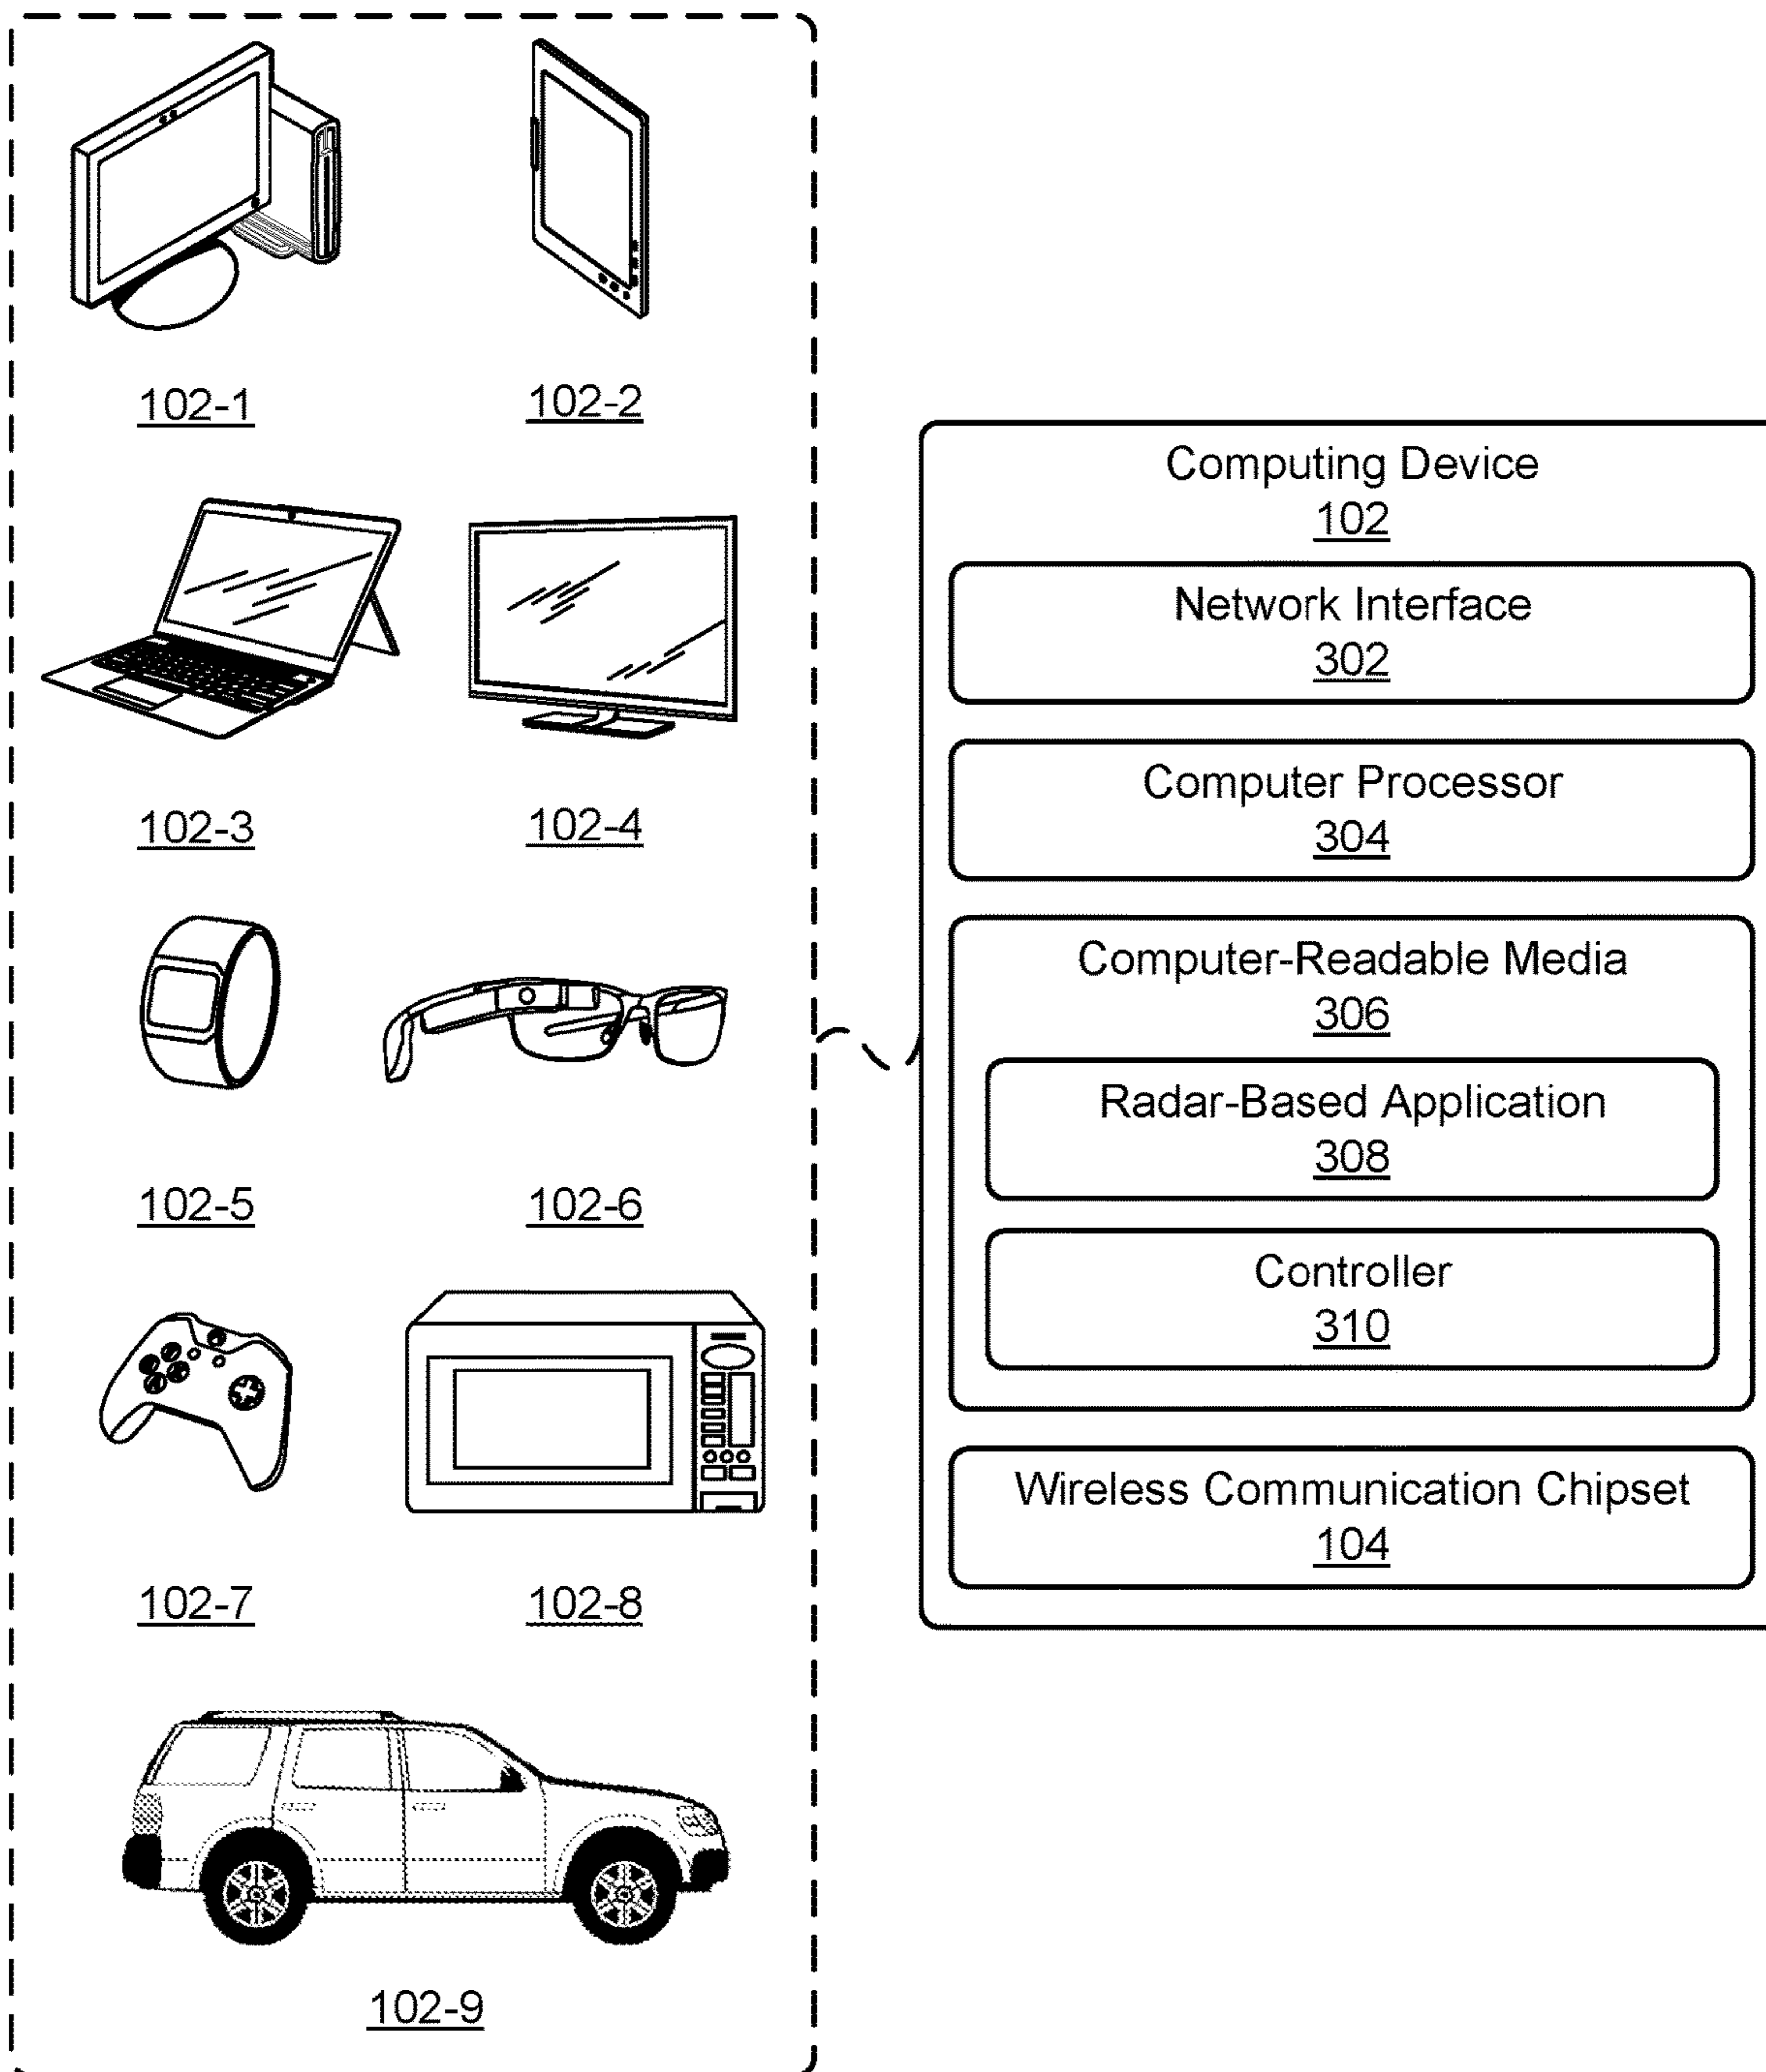 102-1
102-2
102-3
102-4
102-5
102-6
102-7
102-8
102-9
Computing Device
102
Network Interface
302
Computer Processor
304
Computer-Readable Media
306
Radar-Based Application
308
Controller
310
Wireless Communication Chipset
104